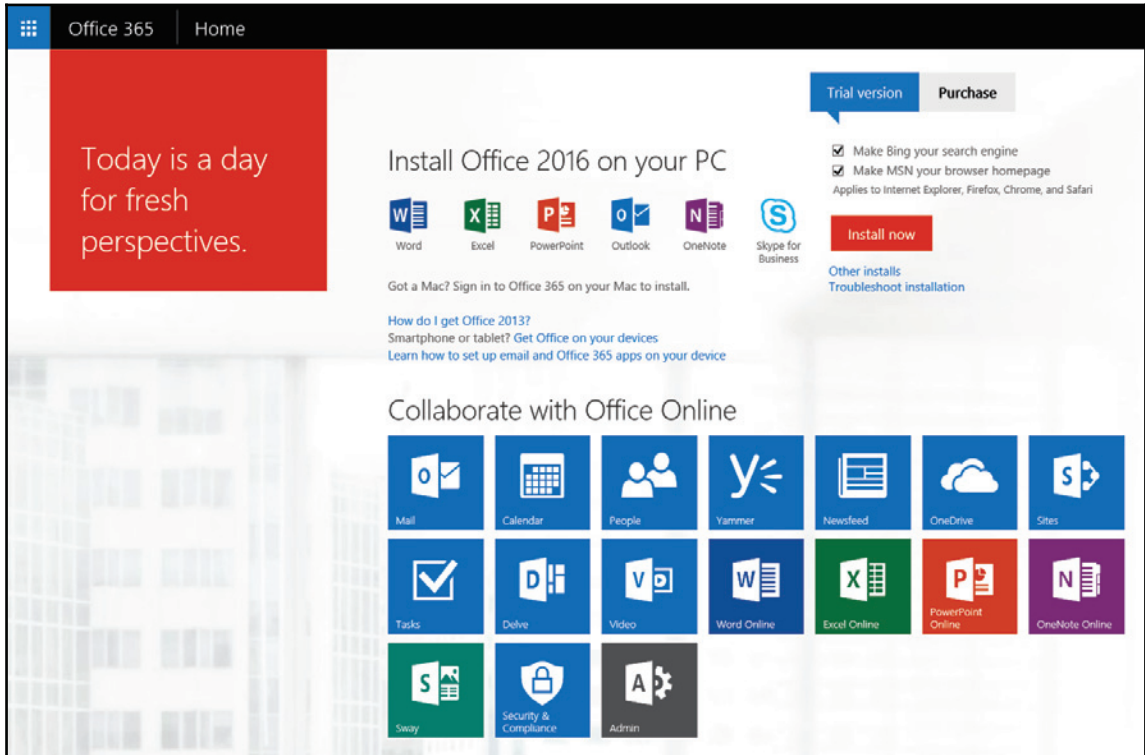 Office 365
Home
Today is a day
for fresh
perspectives.
Trial version
Purchase
Install Office 2016 on your PC
Make Bing your search engine
Make MSN your browser homepage
Applies to Internet Explorer, Firefox, Chrome, and Safari
Install now
Other installs
Troubleshoot installation
Word
Excel
PowerPoint
Outlook
OneNote
Skype for
Business
Got a Mac? Sign in to Office 365 on your Mac to install.
How do I get Office 2013?
Smartphone or tablet? Get Office on your devices
Learn how to set up email and Office 365 apps on your device
Collaborate with Office Online
Mail
Calendar
People
Yammer
Newsfeed
OneDrive
Sites
Tasks
Delve
Video
Word Online
Excel Online
PowerPoint
Online
OneNote Online
Sway
Security &
Compliance
Admin